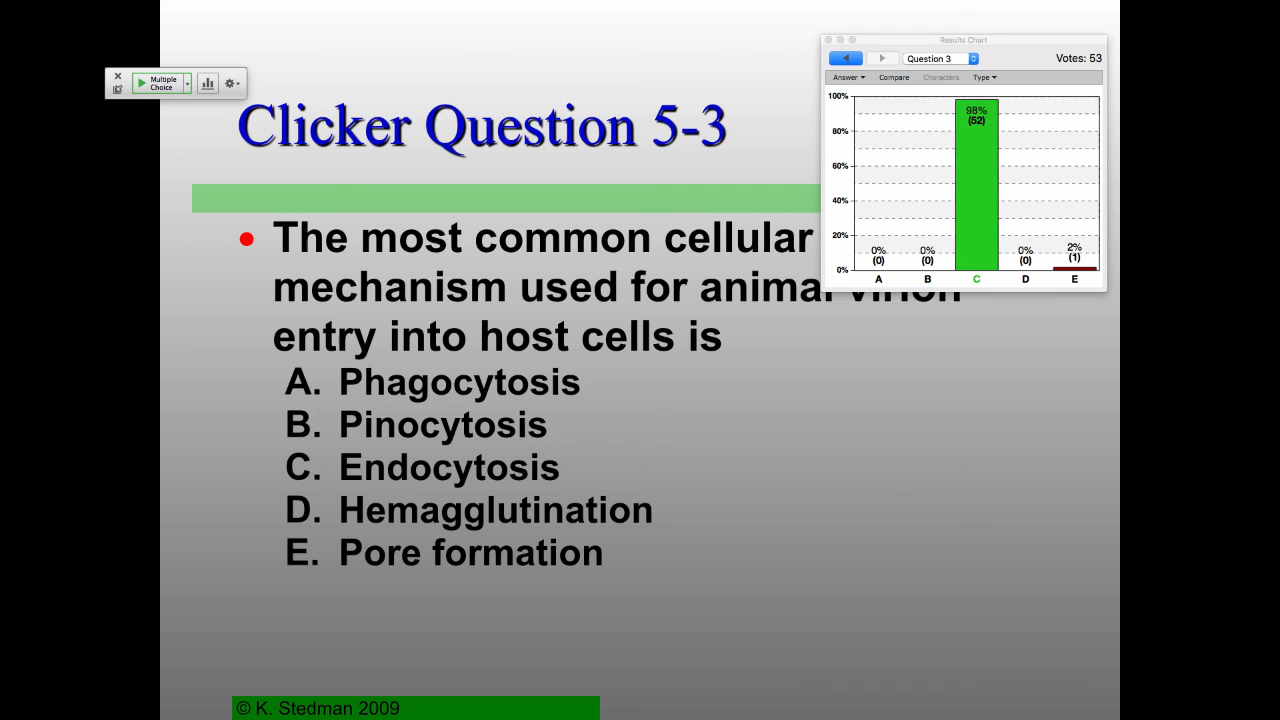 Results Chart
Question 3
Votes: 53
Answer Compare Characters Type
Multiple
Choice
100%
80%
60%
40%
20%
0%
98%
(52)
0%
(0)
0%
(0)
0%
(0)
2%
(1)
A B C D E
Clicker Question 5-3
The most common cellular
mechanism used for animal virion
entry into host cells is
A. Phagocytosis
B. Pinocytosis
C. Endocytosis
D. Hemagglutination
E. Pore formation
© K. Stedman 2009